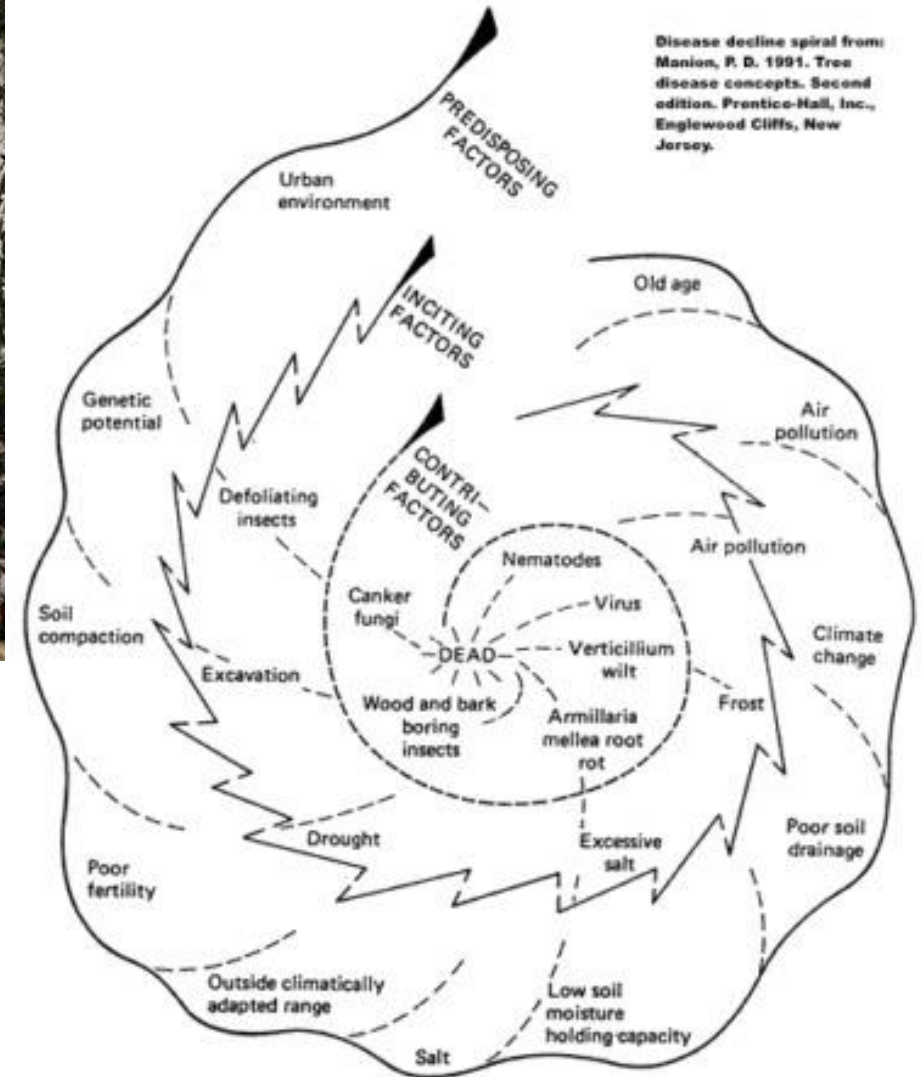 Disease decline spiral from:
Manion, P. D. 1991. Tree
disease concepts. Second
edition. Prentice-Hall, Inc.,
Englewood Cliffs, New
Jersey.
PREDISPOSING
FACTORS
Urban
environment
INCITING
FACTORS
Old age
Genetic
potential
Air
pollution
CONTRI-
BUTING
FACTORS
Defoliating
insects
Air pollution
Nematodes
Canker
fungi
Virus
Soil
compaction
Climate
change
DEAD
Verticillium
wilt
Excavation
Frost
Wood and bark
boring
insects
Armillaria
mellea root
rot
Drought
Excessive
salt
Poor soil
drainage
Poor
fertility
Outside climatically
adapted range
Low soil
moisture
holding capacity
Salt